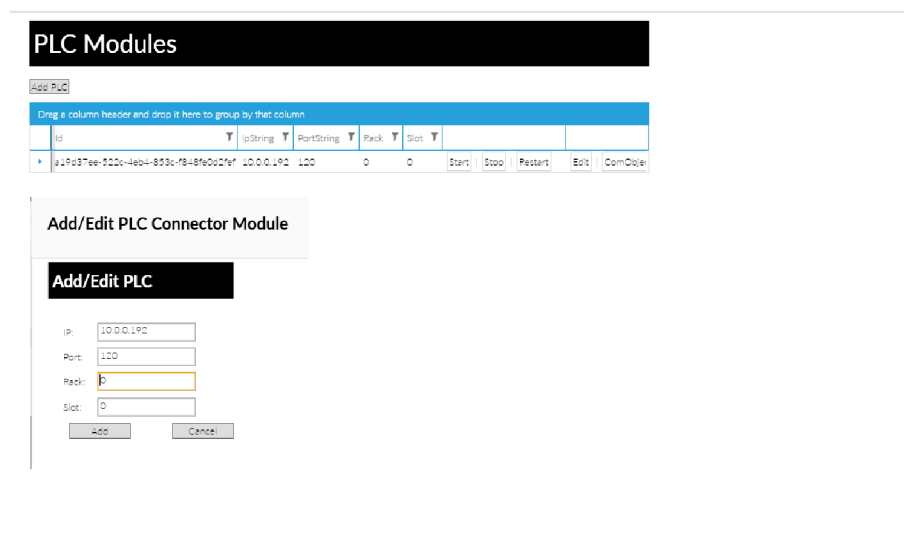 PLC Modules
Add PLC
Drag a column header and drop it here to group by that column
Id IpString PortString Rack Slot
a19d37ee-522c-4eb4-853c-f848fe0d2fef 10.0.0.192 120 0 0 Start | Stop | Restart Edit | ComObje
Add/Edit PLC Connector Module
Add/Edit PLC
IP: 10.0.0.192
Port: 120
Rack: 0
Slot: 0
Add Cancel